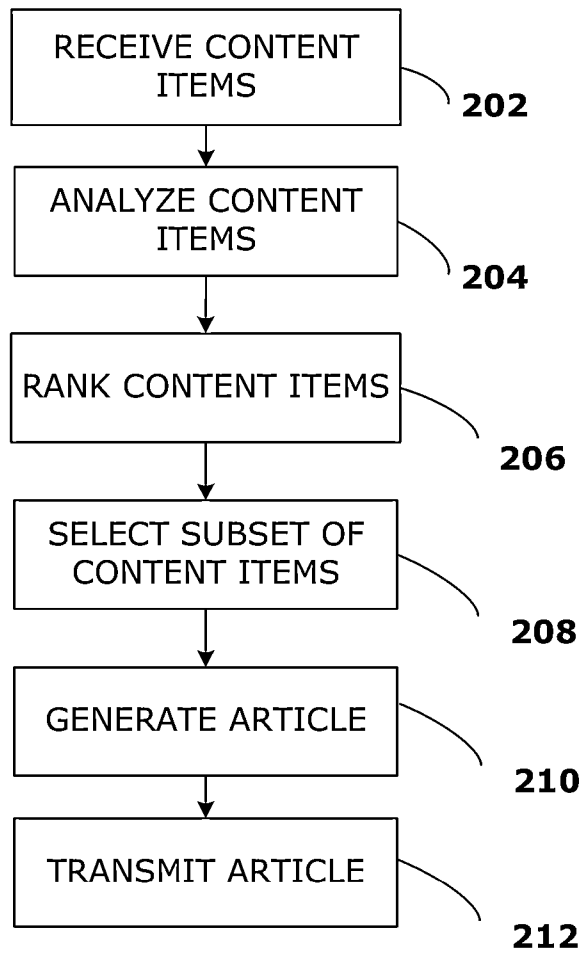 RECEIVE CONTENT
ITEMS
202
ANALYZE CONTENT
ITEMS
204
RANK CONTENT ITEMS
206
SELECT SUBSET OF
CONTENT ITEMS
208
GENERATE ARTICLE
210
TRANSMIT ARTICLE
212